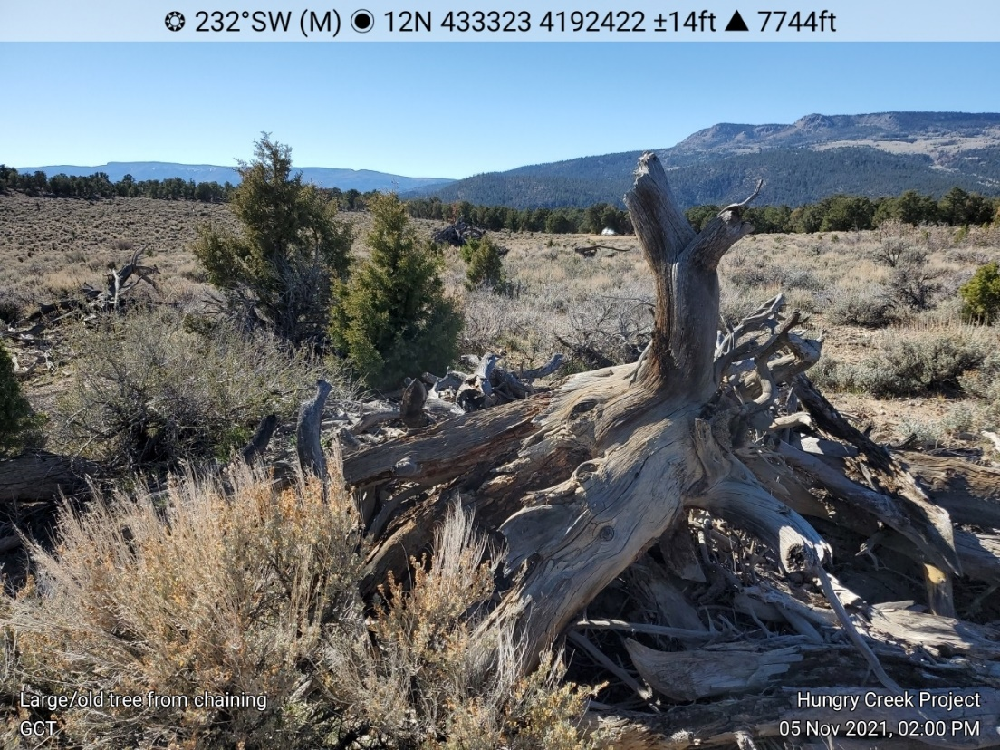 232°SW (M) 12N 433323 4192422 ±14ft ▲ 7744ft
Large/old tree from chaining
GCT
Hungry Creek Project
05 Nov 2021, 02:00 PM